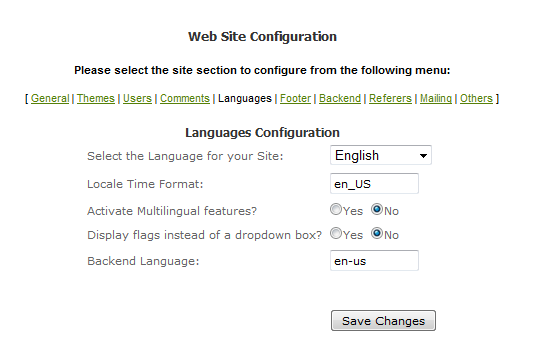 Web Site Configuration
Please select the site section to configure from the following menu:
[ General | Themes | Users | Comments | Languages | Footer | Backend | Referers | Mailing | Others ]
Languages Configuration
Select the Language for your Site: English
Locale Time Format: en_US
Activate Multilingual features? Yes No
Display flags instead of a dropdown box? Yes No
Backend Language: en-us
Save Changes